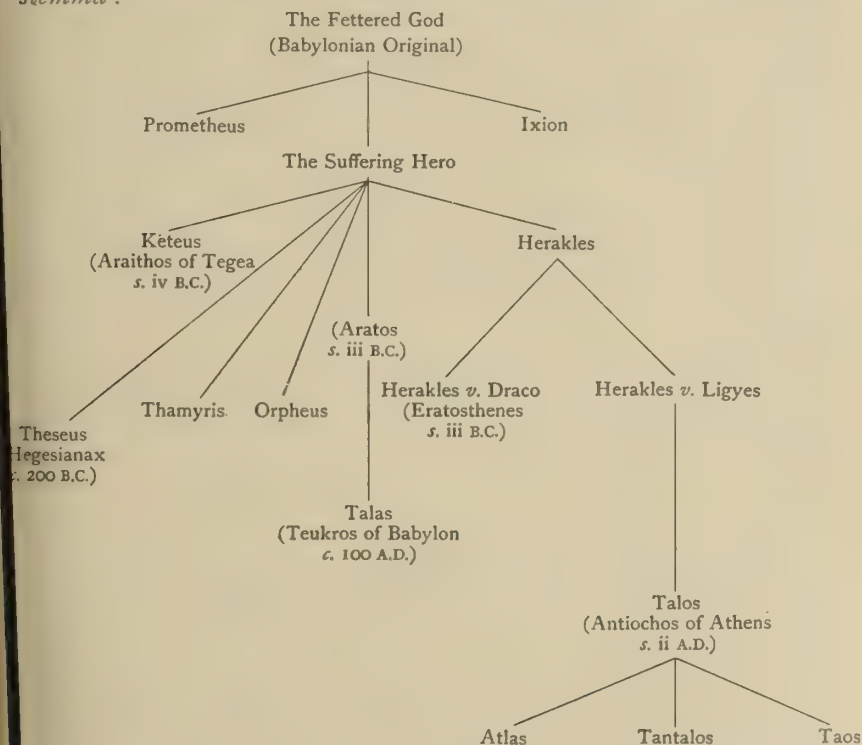 The Fettered God
(Babylonian Original)
Prometheus
Ixion
The Suffering Hero
Keteus
(Araithos of Tegea
s. iv B.C.)
Herakles
(Aratos
s. iii B.C.)
Thamyris
Orpheus
Herakles v. Draco
(Eratosthenes
s. iii B.C.)
Herakles v. Ligyes
Theseus
Hegesianax
c. 200 B.C.)
Talas
(Teukros of Babylon
c. 100 A.D.)
Talos
(Antiochos of Athens
s. ii A.D.)
Atlas
Tantalos
Taos